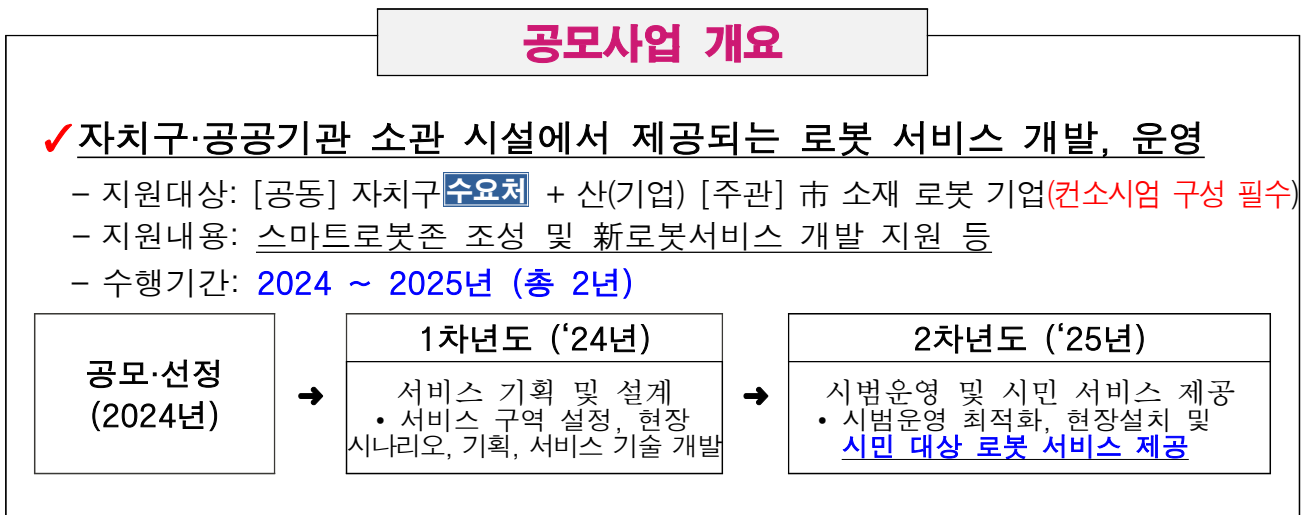 공모사업 개요
✓자치구·공공기관 소관 시설에서 제공되는 로봇 서비스 개발, 운영
– 지원대상: [공동] 자치구수요처 + 산(기업) [주관] 市 소재 로봇 기업(컨소시엄 구성 필수)
– 지원내용: 스마트로봇존 조성 및 新로봇서비스 개발 지원 등
– 수행기간: 2024 ~ 2025년 (총 2년)
공모·선정
(2024년)
➜
1차년도 (‘24년)
서비스 기획 및 설계
• 서비스 구역 설정, 현장
시나리오, 기획, 서비스 기술 개발
➜
2차년도 (‘25년)
시범운영 및 시민 서비스 제공
• 시범운영 최적화, 현장설치 및
시민 대상 로봇 서비스 제공